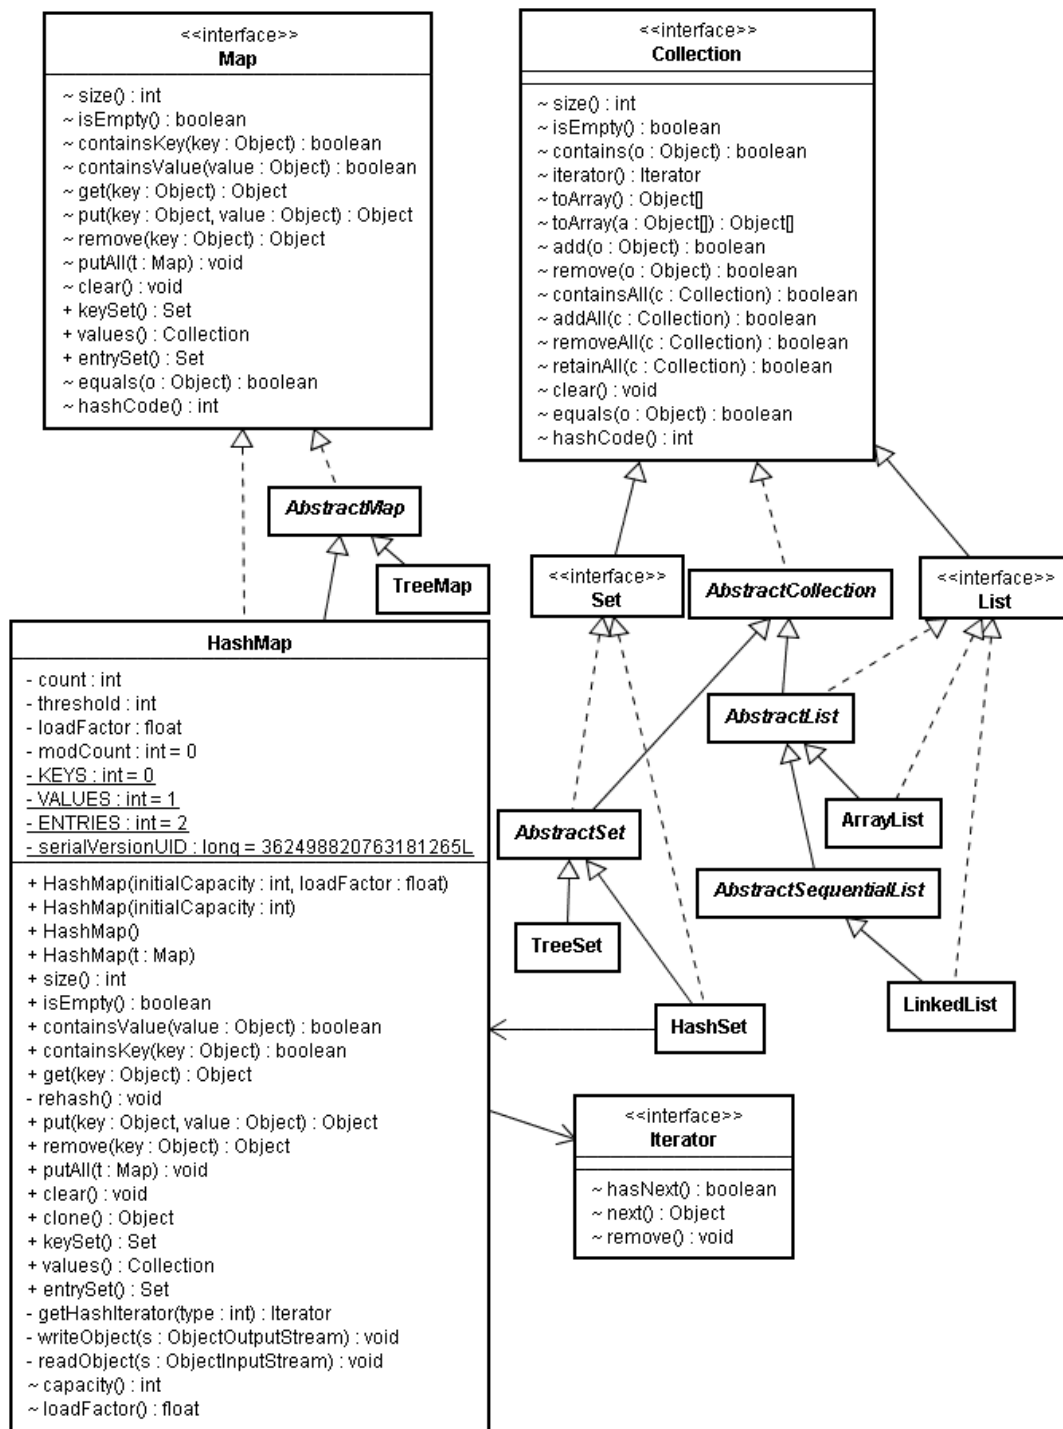 <<interface>>
Map
~ size() : int
~ isEmpty() : boolean
~ containsKey(key : Object) : boolean
~ containsValue(value : Object) : boolean
~ get(key : Object) : Object
~ put(key : Object, value : Object) : Object
~ remove(key : Object) : Object
~ putAll(t : Map) : void
~ clear() : void
+ keySet() : Set
+ values() : Collection
+ entrySet() : Set
~ equals(o : Object) : boolean
~ hashCode() : int
<<interface>>
Collection
~ size() : int
~ isEmpty() : boolean
~ contains(o : Object) : boolean
~ iterator() : Iterator
~ toArray() : Object[]
~ toArray(a : Object[]) : Object[]
~ add(o : Object) : boolean
~ remove(o : Object) : boolean
~ containsAll(c : Collection) : boolean
~ addAll(c : Collection) : boolean
~ removeAll(c : Collection) : boolean
~ retainAll(c : Collection) : boolean
~ clear() : void
~ equals(o : Object) : boolean
~ hashCode() : int
AbstractMap
TreeMap
<<interface>>
Set
AbstractCollection
<<interface>>
List
HashMap
- count : int
- threshold : int
- loadFactor : float
- modCount : int = 0
- KEYS : int = 0
- VALUES : int = 1
- ENTRIES : int = 2
- serialVersionUID : long = 362498820763181265L
+ HashMap(initialCapacity : int, loadFactor : float)
+ HashMap(initialCapacity : int)
+ HashMap()
+ HashMap(t : Map)
+ size() : int
+ isEmpty() : boolean
+ containsValue(value : Object) : boolean
+ containsKey(key : Object) : boolean
+ get(key : Object) : Object
- rehash() : void
+ put(key : Object, value : Object) : Object
+ remove(key : Object) : Object
+ putAll(t : Map) : void
+ clear() : void
+ clone() : Object
+ keySet() : Set
+ values() : Collection
+ entrySet() : Set
- getHashIterator(type : int) : Iterator
- writeObject(s : ObjectOutputStream) : void
- readObject(s : ObjectInputStream) : void
~ capacity() : int
~ loadFactor() : float
AbstractList
AbstractSet
ArrayList
AbstractSequentialList
TreeSet
HashSet
LinkedList
<<interface>>
Iterator
~ hasNext() : boolean
~ next() : Object
~ remove() : void